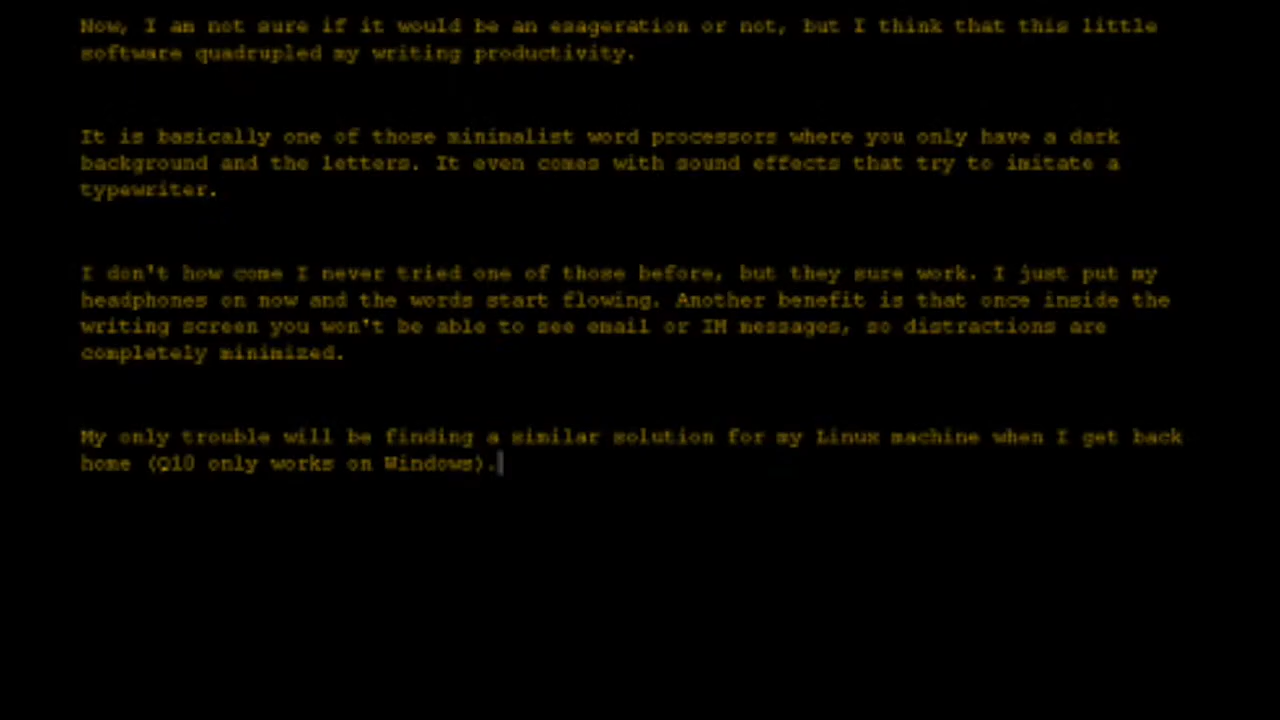 Now, I am not sure if it would be an exageration or not, but I think that this little
software quadrupled my writing productivity.
It is basically one of those minimalist word processors where you only have a dark
background and the letters. It even comes with sound effects that try to imitate a
typewriter.
I don't how come I never tried one of those before, but they sure work. I just put my
headphones on now and the words start flowing. Another benefit is that once inside the
writing screen you won't be able to see email or IM messages, so distractions are
completely minimized.
My only trouble will be finding a similar solution for my Linux machine when I get back
home (Q10 only works on Windows).